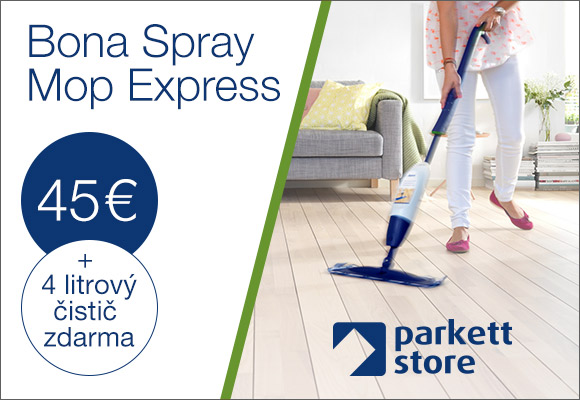 Bona Spray
Mop Express
45€
+
4 litrový
čistič
zdarma
parkett
store